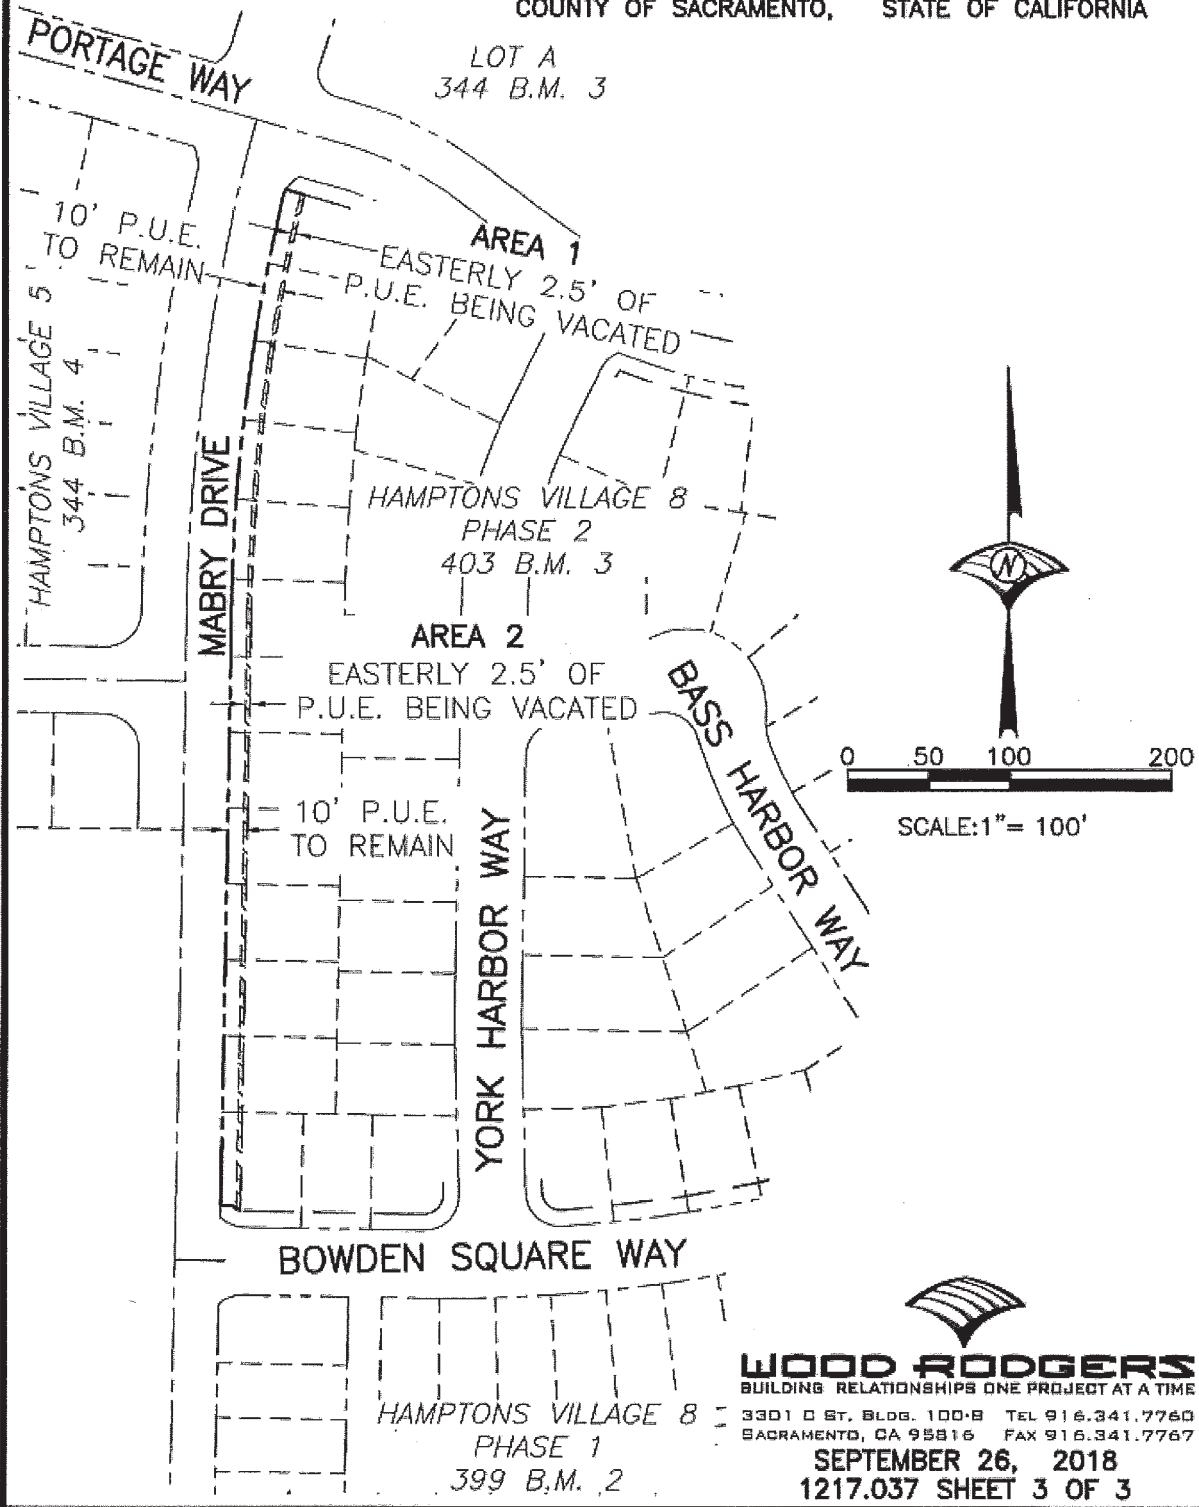 COUNTY OF SACRAMENTO, STATE OF CALIFORNIA
PORTAGE WAY
LOT A
344 B.M. 3
10' P.U.E.
TO REMAIN
AREA 1
EASTERLY 2.5' OF
P.U.E. BEING VACATED
HAMPTONS VILLAGE 5
344 B.M. 4
MABRY DRIVE
HAMPTONS VILLAGE 8
PHASE 2
403 B.M. 3
N
AREA 2
EASTERLY 2.5' OF
P.U.E. BEING VACATED
BASS HARBOR WAY
0 50 100 200
SCALE:1"= 100'
10' P.U.E.
TO REMAIN
YORK HARBOR WAY
BOWDEN SQUARE WAY
HAMPTONS VILLAGE 8
PHASE 1
399 B.M. 2
WOOD RODGERS
BUILDING RELATIONSHIPS ONE PROJECT AT A TIME
3301 C ST, BLDG. 100-B TEL 916.341.7760
SACRAMENTO, CA 95816 FAX 916.341.7767
SEPTEMBER 26, 2018
1217.037 SHEET 3 OF 3